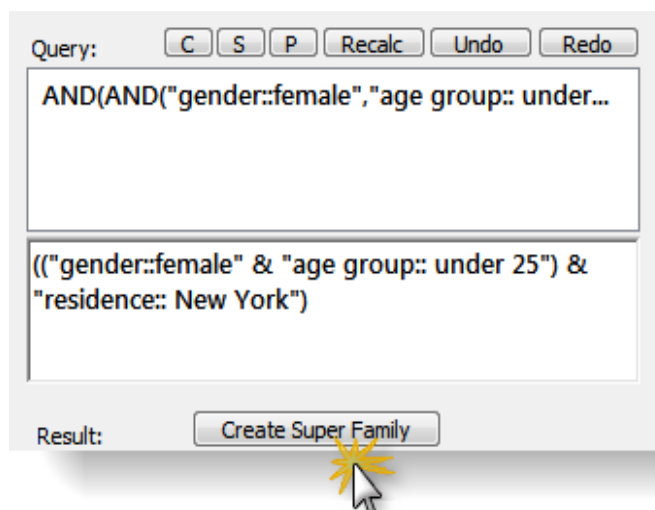 Query: C S P Recalc Undo Redo
AND(AND("gender::female","age group:: under...
(("gender::female" & "age group:: under 25") &
"residence:: New York")
Result: Create Super Family